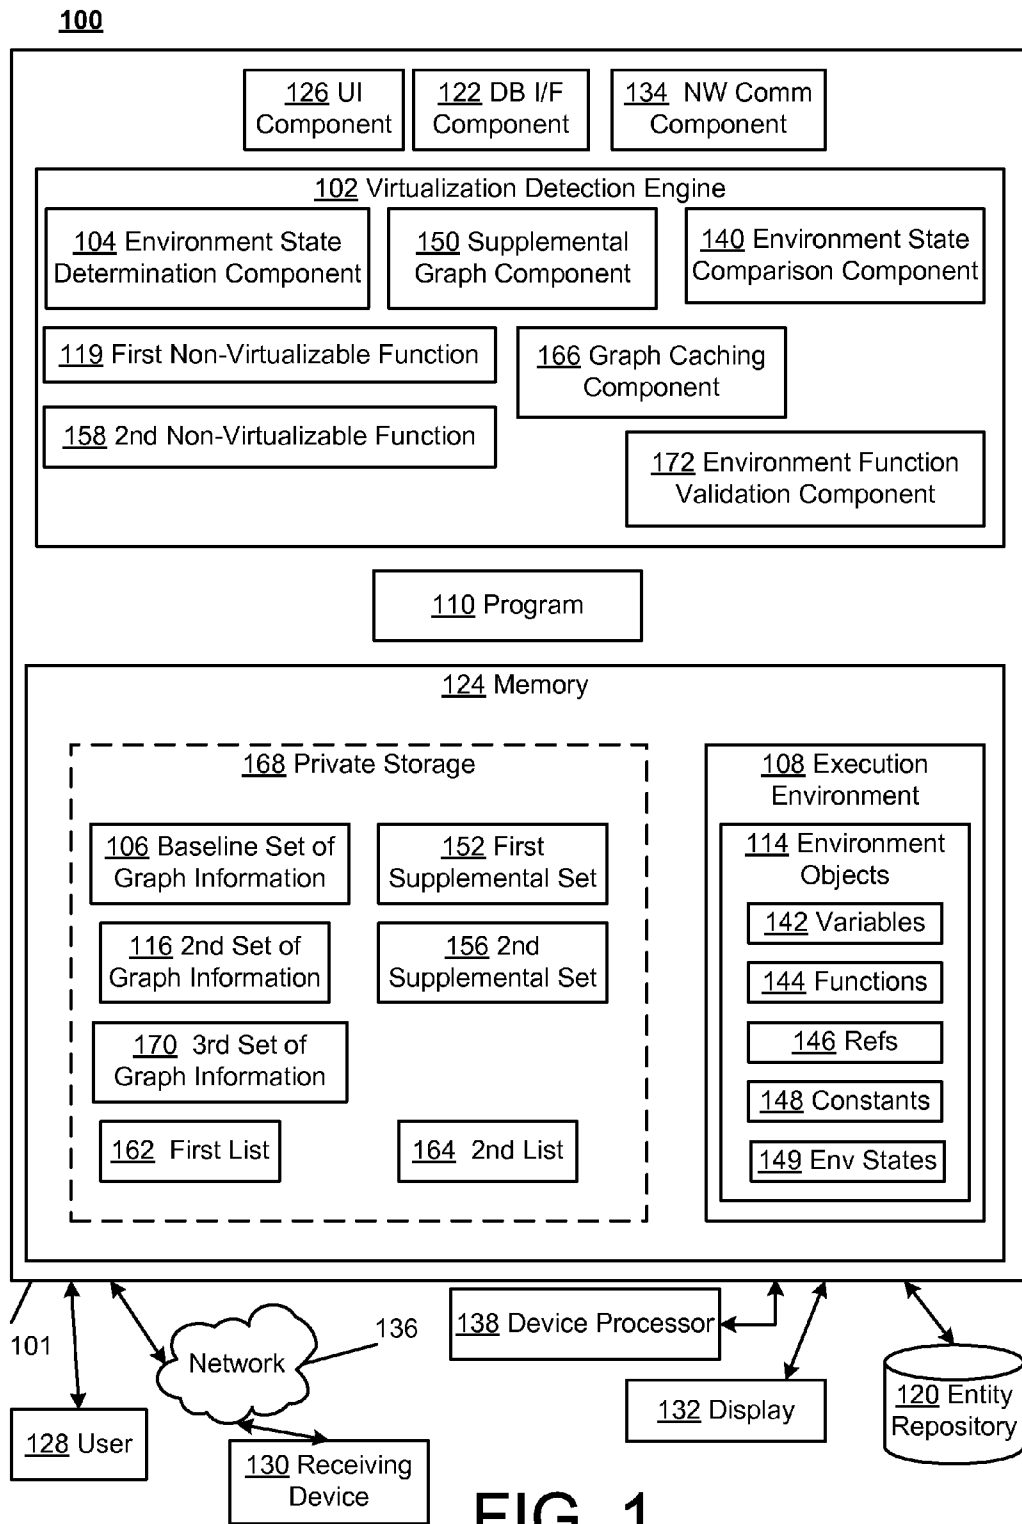 100
126 UI
Component
122 DB I/F
Component
134 NW Comm
Component
102 Virtualization Detection Engine
104 Environment State
Determination Component
150 Supplemental
Graph Component
140 Environment State
Comparison Component
119 First Non-Virtualizable Function
166 Graph Caching
Component
158 2nd Non-Virtualizable Function
172 Environment Function
Validation Component
110 Program
124 Memory
168 Private Storage
106 Baseline Set of
Graph Information
152 First
Supplemental Set
116 2nd Set of
Graph Information
156 2nd
Supplemental Set
170 3rd Set of
Graph Information
162 First List
164 2nd List
108 Execution
Environment
114 Environment
Objects
142 Variables
144 Functions
146 Refs
148 Constants
149 Env States
101
Network
136
138 Device Processor
128 User
130 Receiving
Device
132 Display
120 Entity
Repository
FIG. 1